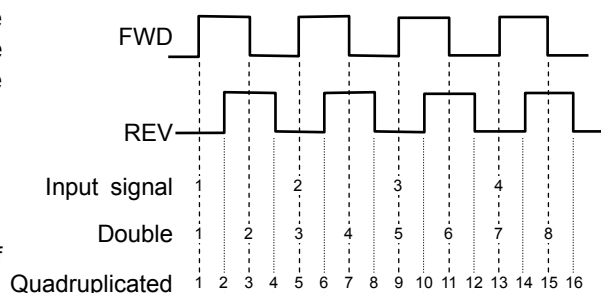 FWD
REV
Input signal 1 2 3 4
Double 1 2 3 4 5 6 7 8
Quadruplicated 1 2 3 4 5 6 7 8 9 10 11 12 13 14 15 16